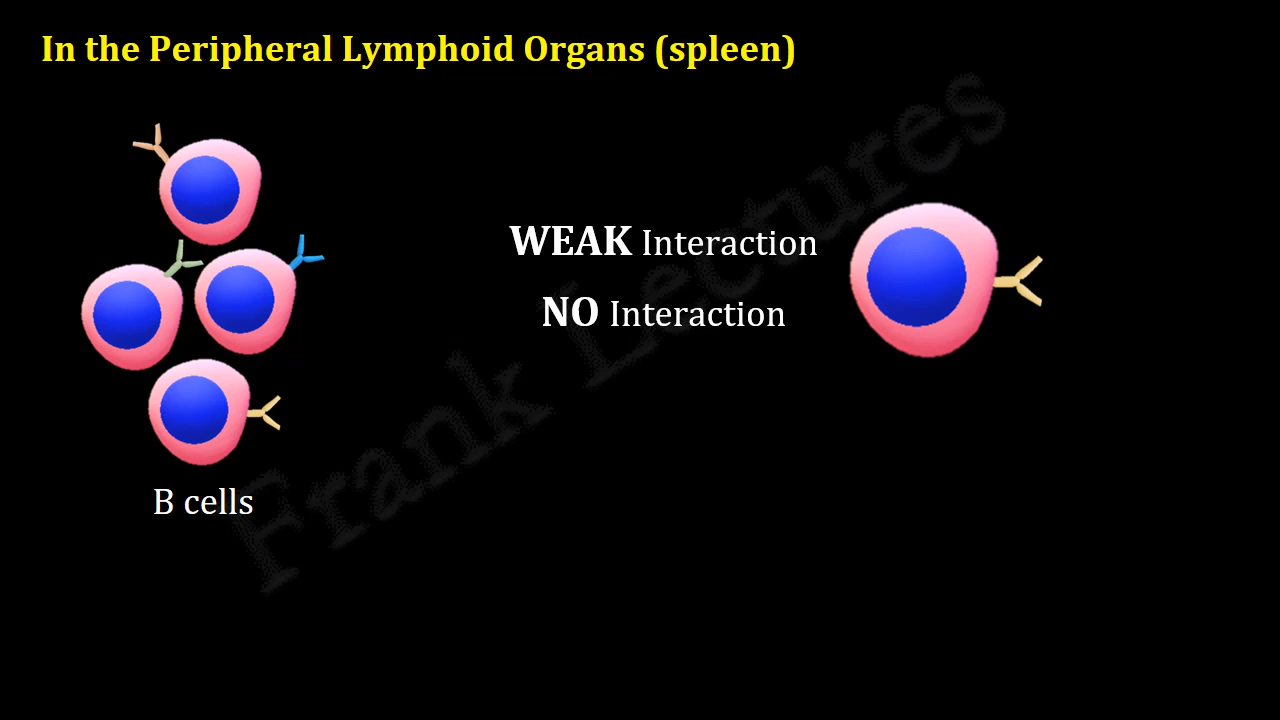 In the Peripheral Lymphoid Organs (spleen)
WEAK Interaction
NO Interaction
B cells
Frank Lectures